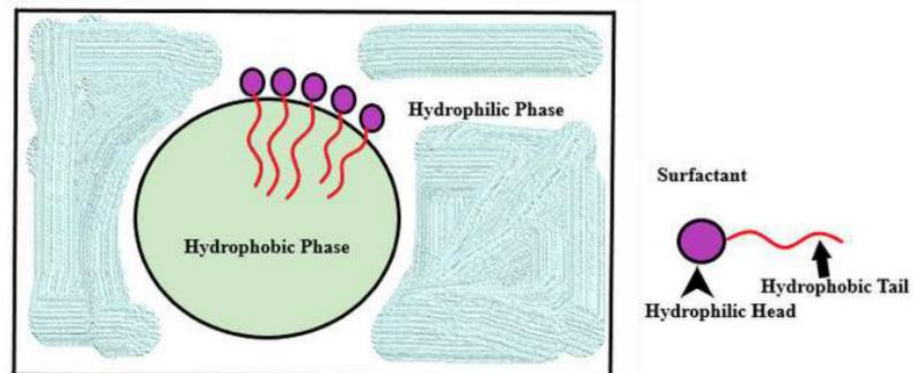 Hydrophilic Phase
Hydrophobic Phase
Surfactant
Hydrophobic Tail
Hydrophilic Head